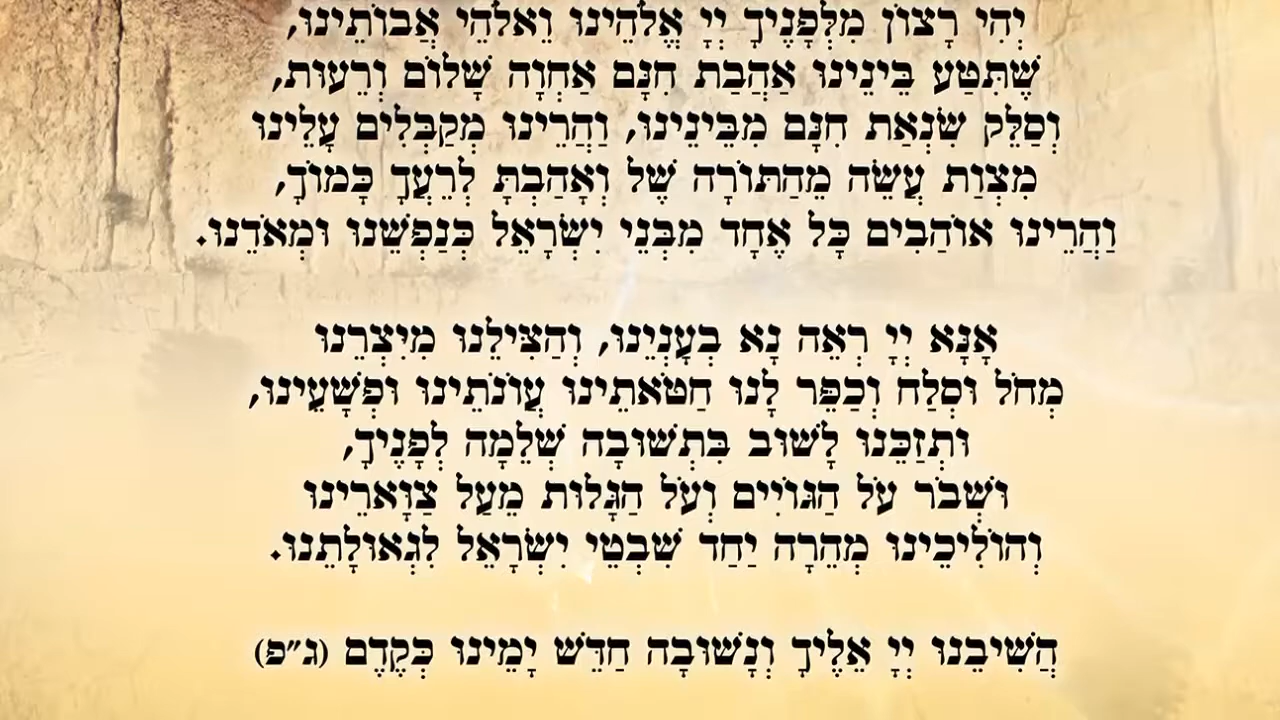 יְהִי רָצוֹן מִלְּפָנֶיךָ יְיָ אֱלֹהֵינוּ וֵאלֹהֵי אֲבוֹתֵינוּ,
שֶׁתִּטַּע בֵּינֵינוּ אַהֲבַת חִנָּם אַחְוָה שָׁלוֹם וְרֵעוּת,
וְסַלֵּק שִׂנְאַת חִנָּם מִבֵּינֵינוּ, וַהֲרֵינוּ מְקַבְּלִים עָלֵינוּ
מִצְוַת עֲשֵׂה מֵהַתּוֹרָה שֶׁל וְאָהַבְתָּ לְרֵעֲךָ כָּמוֹךָ,
וַהֲרֵינוּ אוֹהַבִים כָּל אֶחָד מִבְּנֵי יִשְׂרָאֵל כְּנַפְשֵׁנוּ וּמְאֹדֵנוּ.
אָנָּא יְיָ רְאֵה נָא בְעָנְיֵנוּ, וְהַצִּילֵנוּ מִיִּצְרֵנוּ
מְחֹל וּסְלַח וְכַפֵּר לָנוּ חַטֹּאתֵינוּ עֲוֹנֹתֵינוּ וּפְשָׁעֵינוּ,
וּתְזַכֵּנוּ לָשׁוּב בִּתְשׁוּבָה שְׁלֵמָה לְפָנֶיךָ,
וּשְׁבֹר עֹל הַגּוֹיִים וְעֹל הַגָּלוּת מֵעַל צַוָּארֵינוּ
וְהוֹלִיכֵינוּ מְהֵרָה יַחַד שִׁבְטֵי יִשְׂרָאֵל לִגְאוּלָתֵנוּ.
הֲשִׁיבֵנוּ יְיָ אֵלֶיךָ וְנָשׁוּבָה חַדֵּשׁ יָמֵינוּ כְּקֶדֶם (ג״פ)